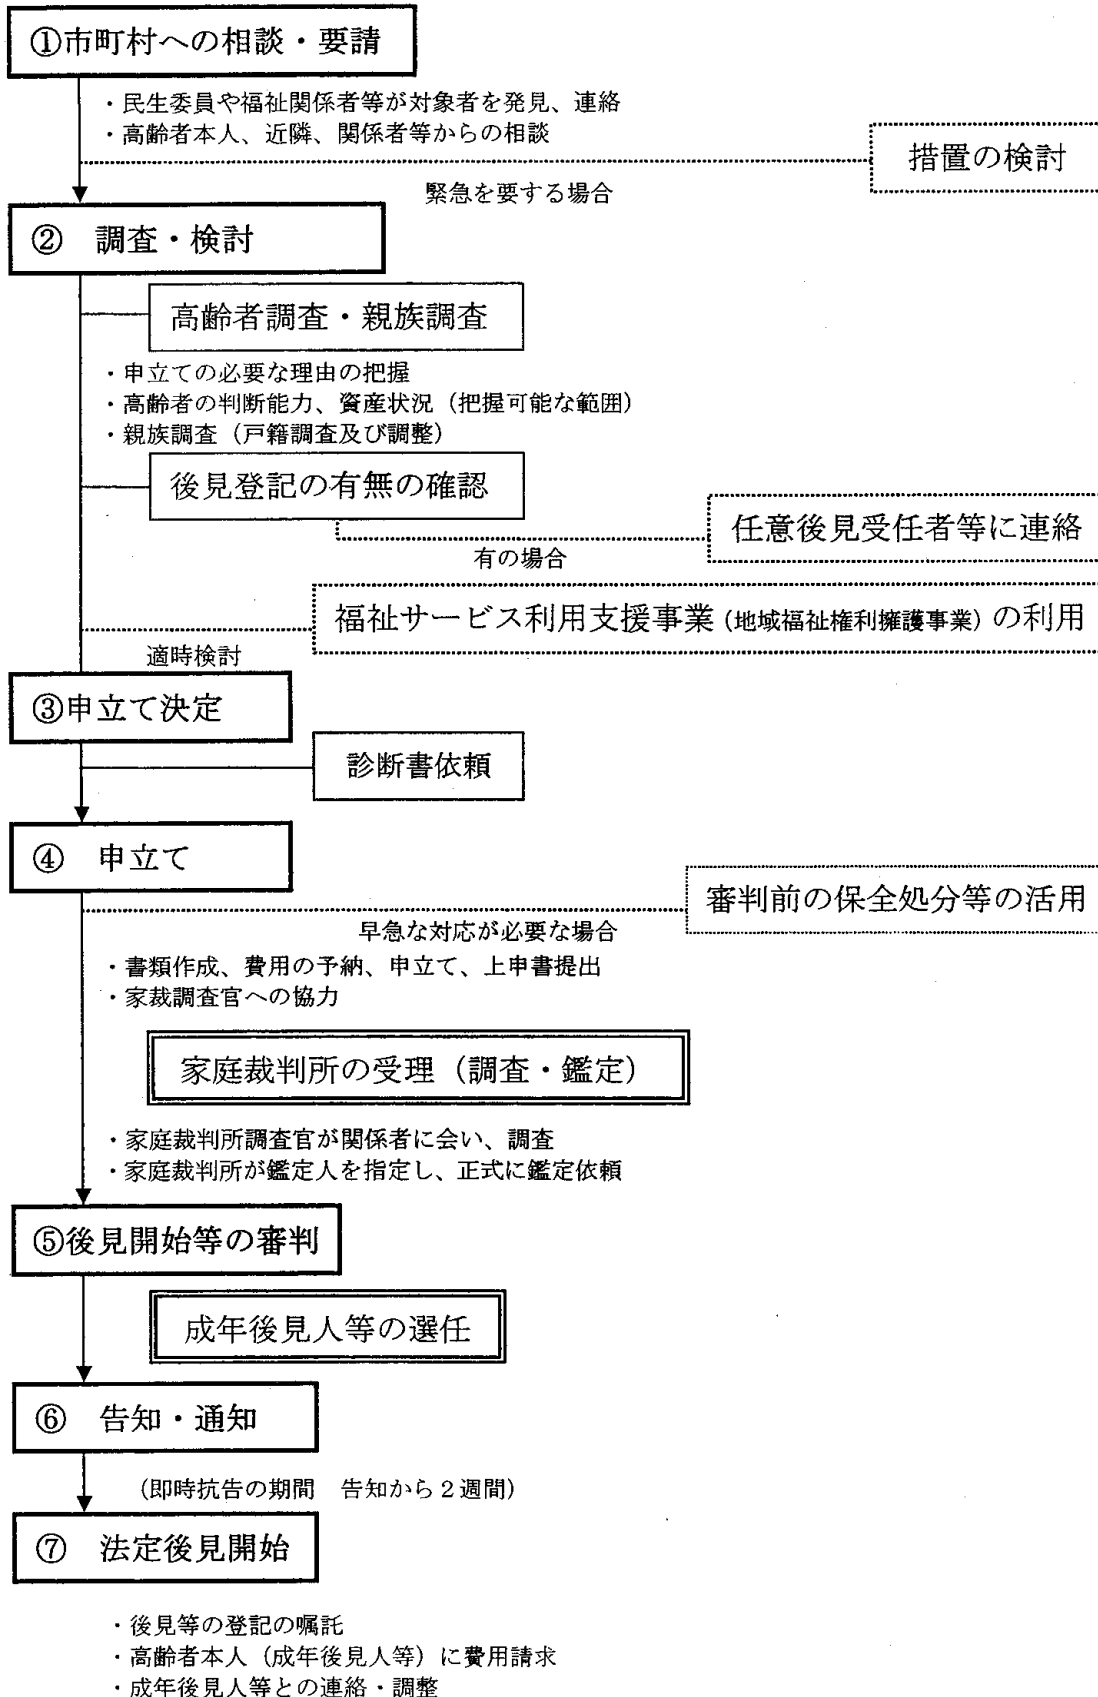 ①市町村への相談・要請
・民生委員や福祉関係者等が対象者を発見、連絡
・高齢者本人、近隣、関係者等からの相談
措置の検討
緊急を要する場合
②　調査・検討
高齢者調査・親族調査
・申立ての必要な理由の把握
・高齢者の判断能力、資産状況（把握可能な範囲）
・親族調査（戸籍調査及び調整）
後見登記の有無の確認
任意後見受任者等に連絡
有の場合
福祉サービス利用支援事業（地域福祉権利擁護事業）の利用
適時検討
③申立て決定
診断書依頼
④　申立て
審判前の保全処分等の活用
早急な対応が必要な場合
・書類作成、費用の予納、申立て、上申書提出
・家裁調査官への協力
家庭裁判所の受理（調査・鑑定）
・家庭裁判所調査官が関係者に会い、調査
・家庭裁判所が鑑定人を指定し、正式に鑑定依頼
⑤後見開始等の審判
成年後見人等の選任
⑥　告知・通知
（即時抗告の期間　告知から２週間）
⑦　法定後見開始
・後見等の登記の嘱託
・高齢者本人（成年後見人等）に費用請求
・成年後見人等との連絡・調整